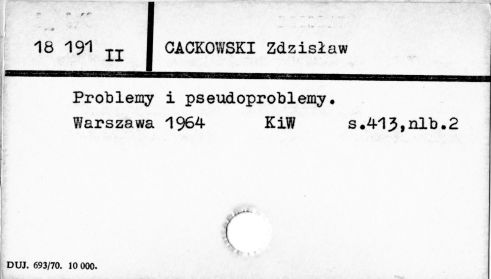 18 191 II CACKOWSKI Zdzisław
Problemy i pseudoproblemy.
Warszawa 1964 KiW s.413,nlb.2
DUJ. 693/70. 10 000.